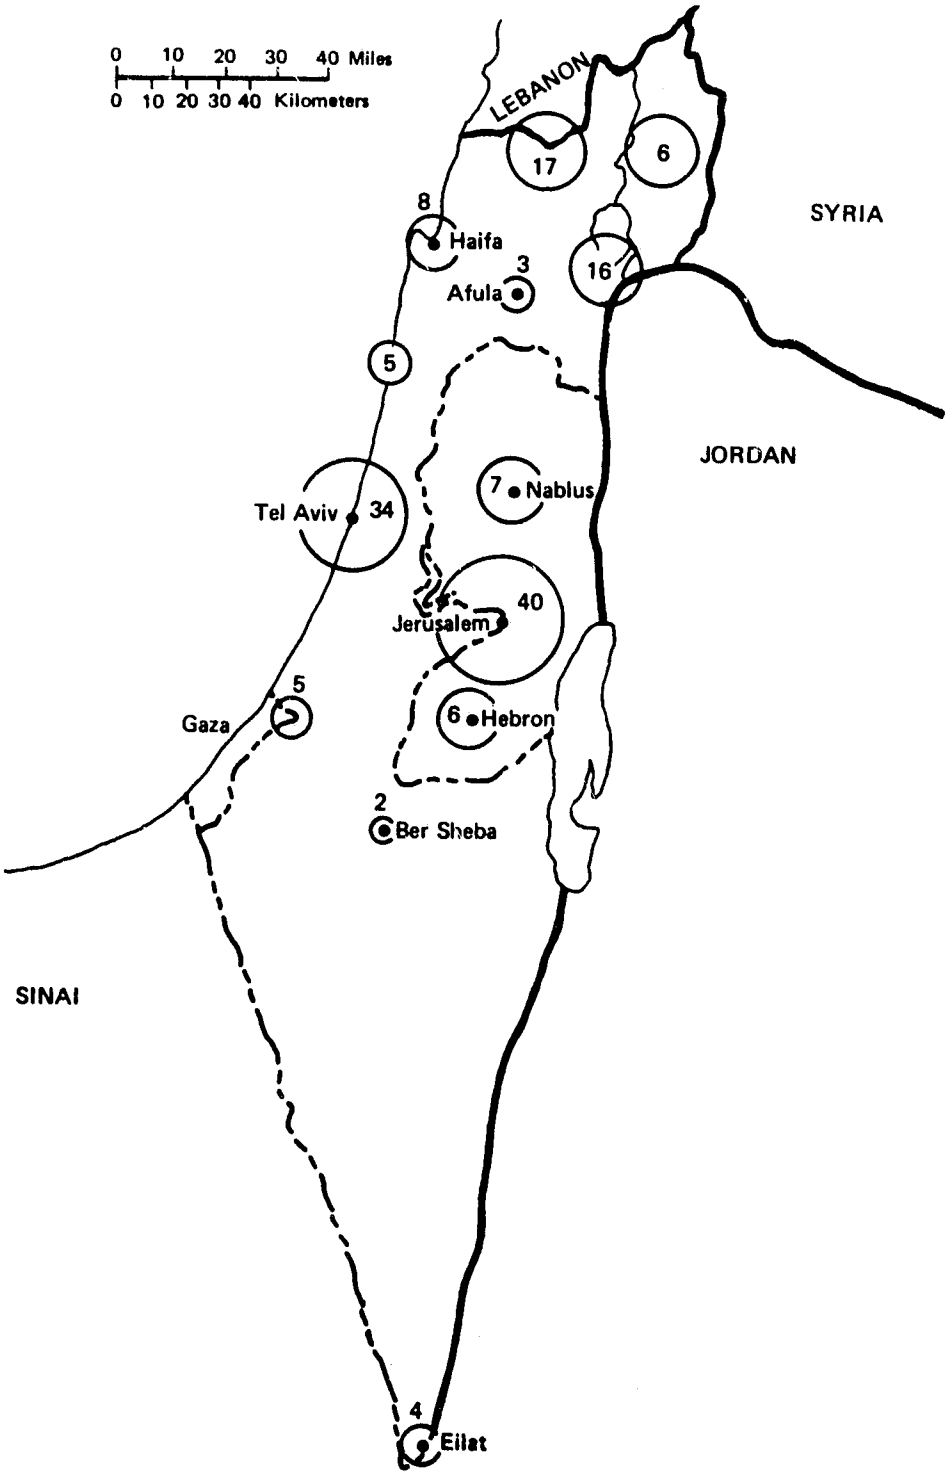 0 10 20 30 40 Miles
0 10 20 30 40 Kilometers
LEBANON
17
6
SYRIA
8
Haifa
3
16
Afula
5
JORDAN
7 Nablus
Tel Aviv 34
40
Jerusalem
5
Gaza
6 Hebron
2
Ber Sheba
SINAI
4
Eilat